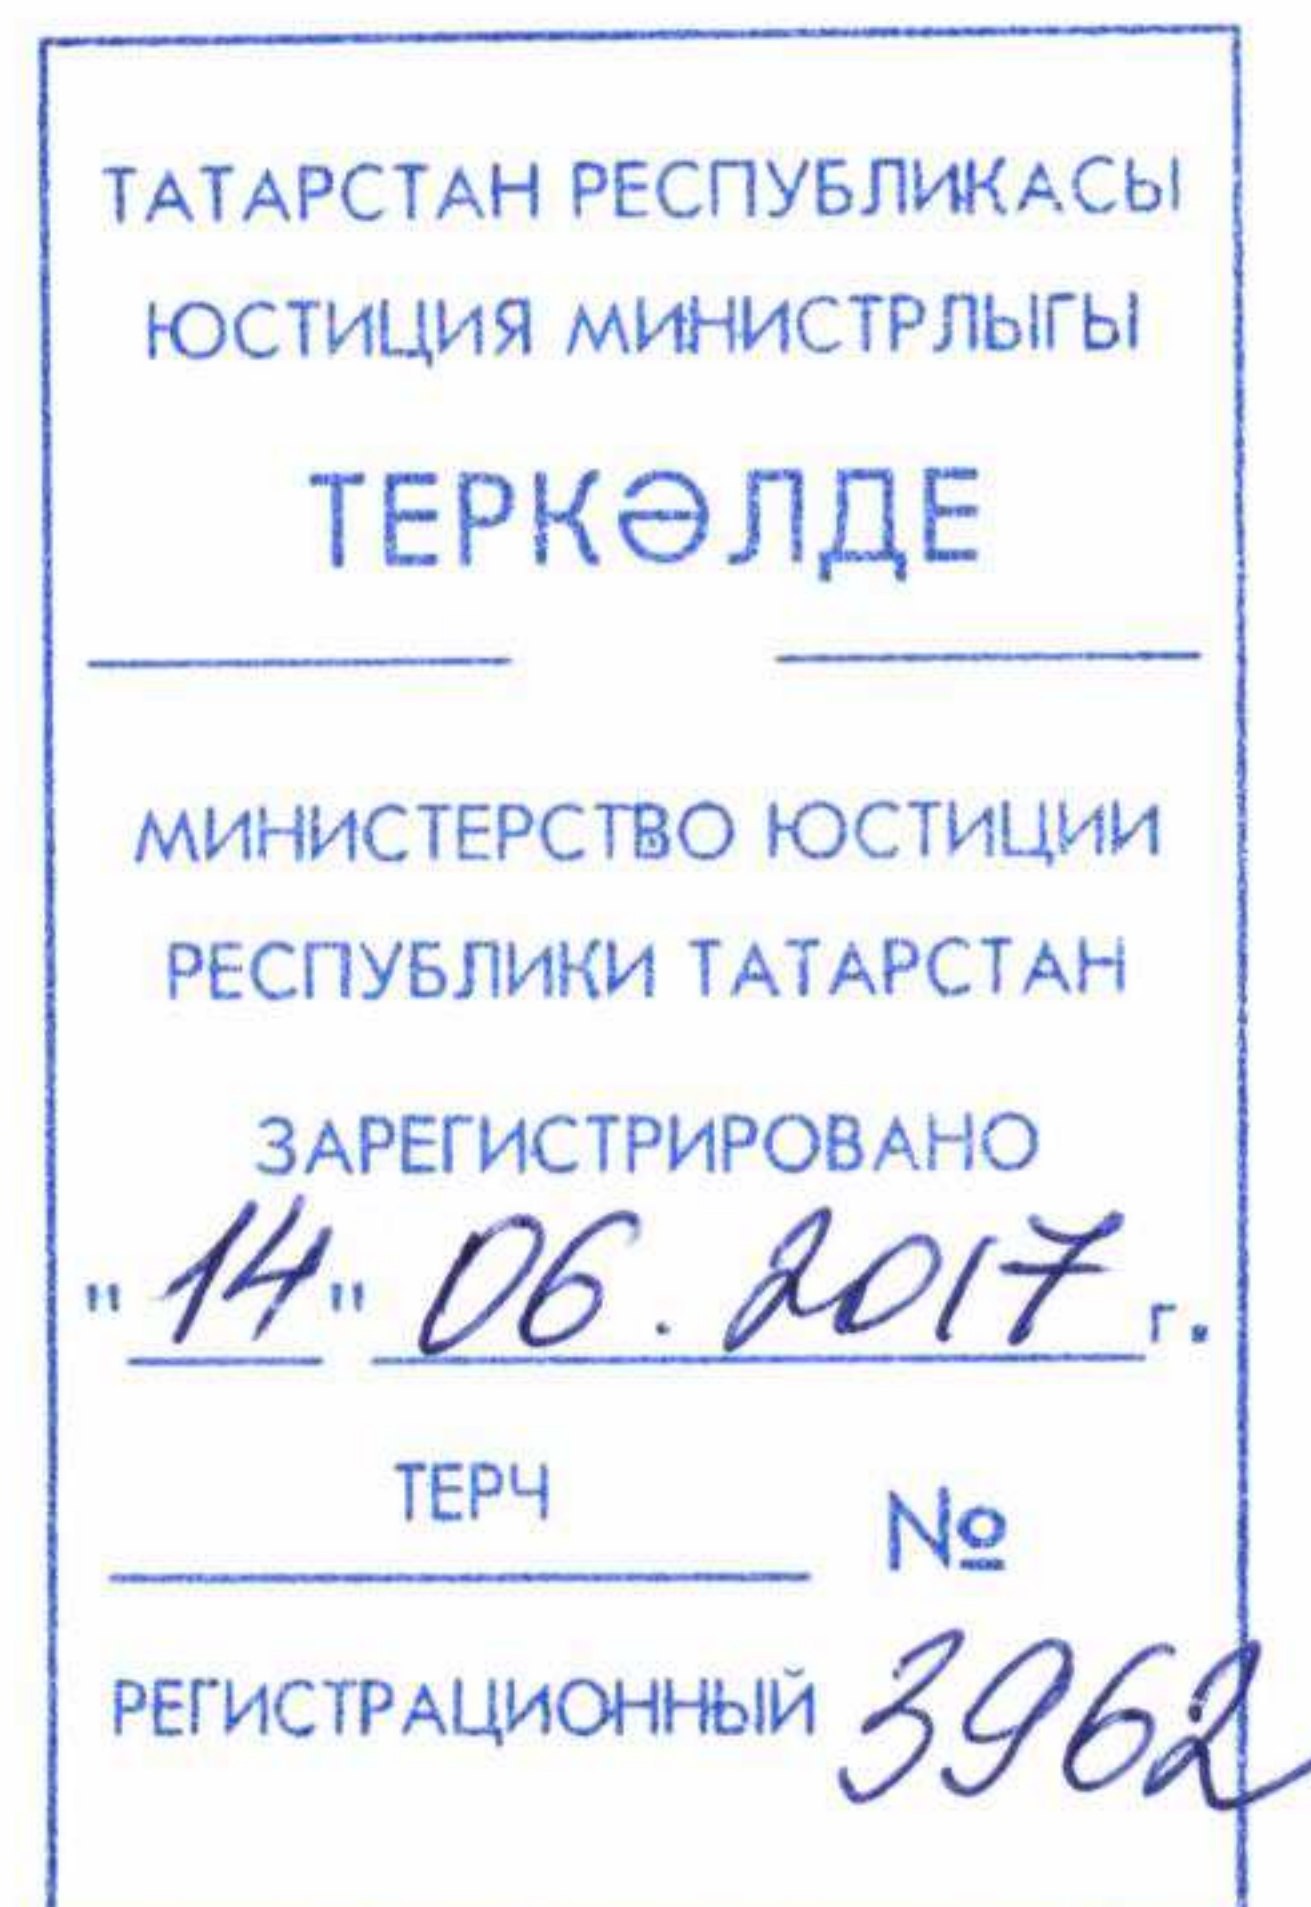 ТАТАРСТАН РЕСПУБЛИКАСЫ
ЮСТИЦИЯ МИНИСТРЛЫГЫ
ТЕРКӘЛДЕ
МИНИСТЕРСТВО ЮСТИЦИИ
РЕСПУБЛИКИ ТАТАРСТАН
ЗАРЕГИСТРИРОВАНО
"14" 06. 2017 г.
ТЕРЧ №
РЕГИСТРАЦИОННЫЙ 3962